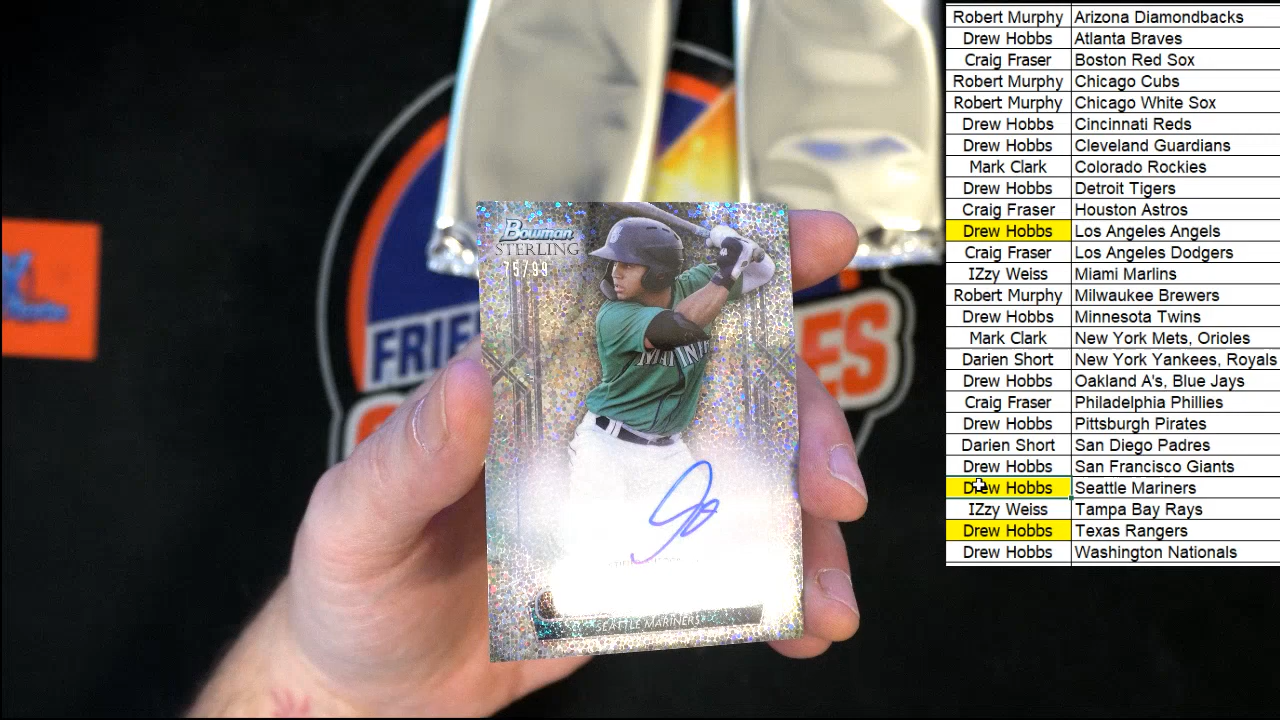 Bowman
STERLING
75/99
MARINE
SEATTLE MARINERS
FRIE
ES
Robert Murphy Arizona Diamondbacks
Drew Hobbs Atlanta Braves
Craig Fraser Boston Red Sox
Robert Murphy Chicago Cubs
Robert Murphy Chicago White Sox
Drew Hobbs Cincinnati Reds
Drew Hobbs Cleveland Guardians
Mark Clark Colorado Rockies
Drew Hobbs Detroit Tigers
Craig Fraser Houston Astros
Drew Hobbs Los Angeles Angels
Craig Fraser Los Angeles Dodgers
IZzy Weiss Miami Marlins
Robert Murphy Milwaukee Brewers
Drew Hobbs Minnesota Twins
Mark Clark New York Mets, Orioles
Darien Short New York Yankees, Royals
Drew Hobbs Oakland A's, Blue Jays
Craig Fraser Philadelphia Phillies
Drew Hobbs Pittsburgh Pirates
Darien Short San Diego Padres
Drew Hobbs San Francisco Giants
Drew Hobbs Seattle Mariners
IZzy Weiss Tampa Bay Rays
Drew Hobbs Texas Rangers
Drew Hobbs Washington Nationals